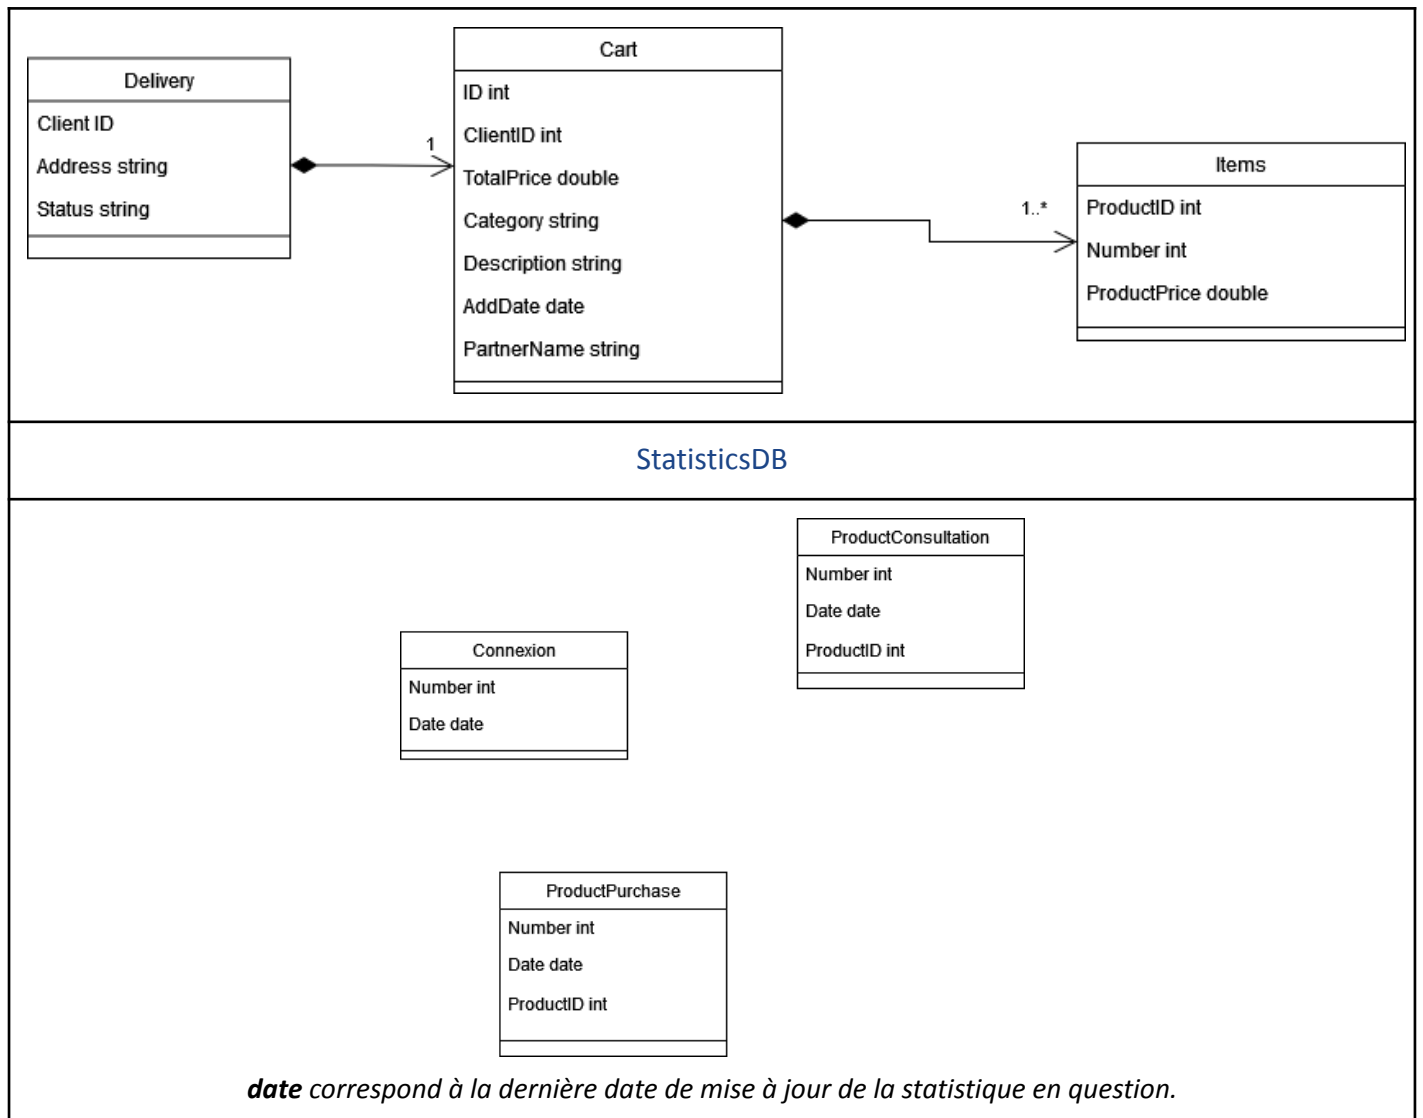 Delivery
Client ID
Address string
Status string
1
Cart
ID int
ClientID int
TotalPrice double
Category string
Description string
AddDate date
PartnerName string
1..*
Items
ProductID int
Number int
ProductPrice double
StatisticsDB
ProductConsultation
Number int
Date date
ProductID int
Connexion
Number int
Date date
ProductPurchase
Number int
Date date
ProductID int
date correspond à la dernière date de mise à jour de la statistique en question.